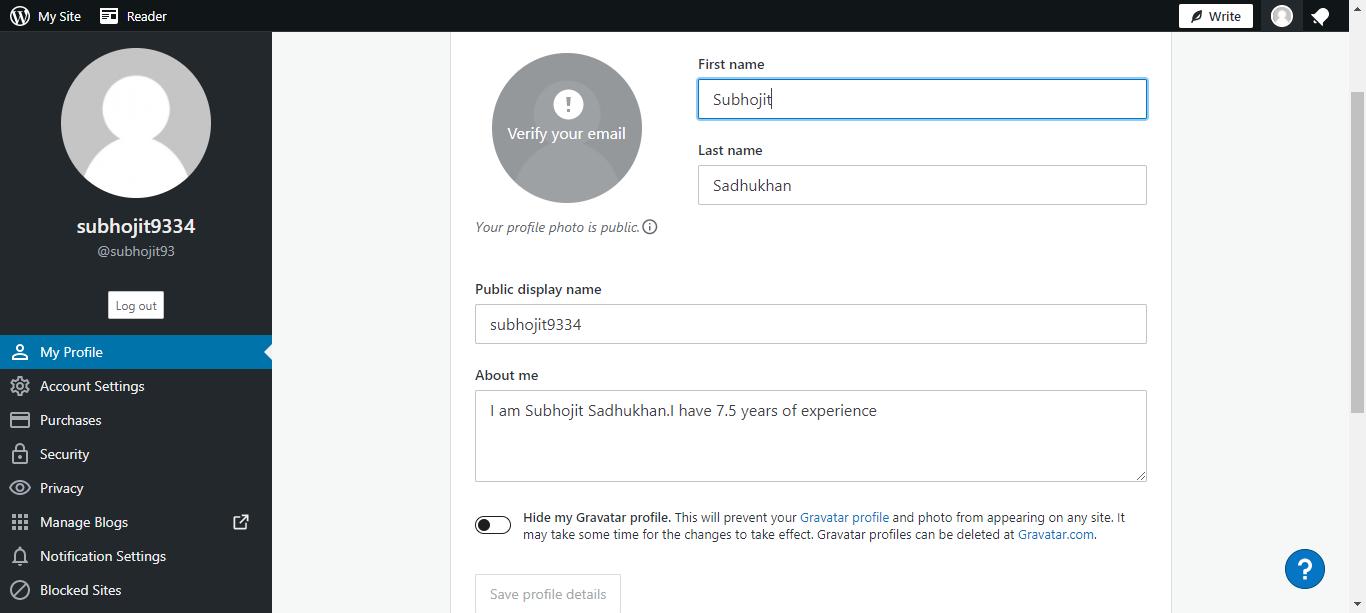 My Site
Reader
Write
subhojit9334
@subhojit93
Log out
My Profile
Account Settings
Purchases
Security
Privacy
Manage Blogs
Notification Settings
Blocked Sites
!
Verify your email
Your profile photo is public.
First name
Subhojit
Last name
Sadhukhan
Public display name
subhojit9334
About me
I am Subhojit Sadhukhan.I have 7.5 years of experience
Hide my Gravatar profile. This will prevent your Gravatar profile and photo from appearing on any site. It
may take some time for the changes to take effect. Gravatar profiles can be deleted at Gravatar.com.
Save profile details
?